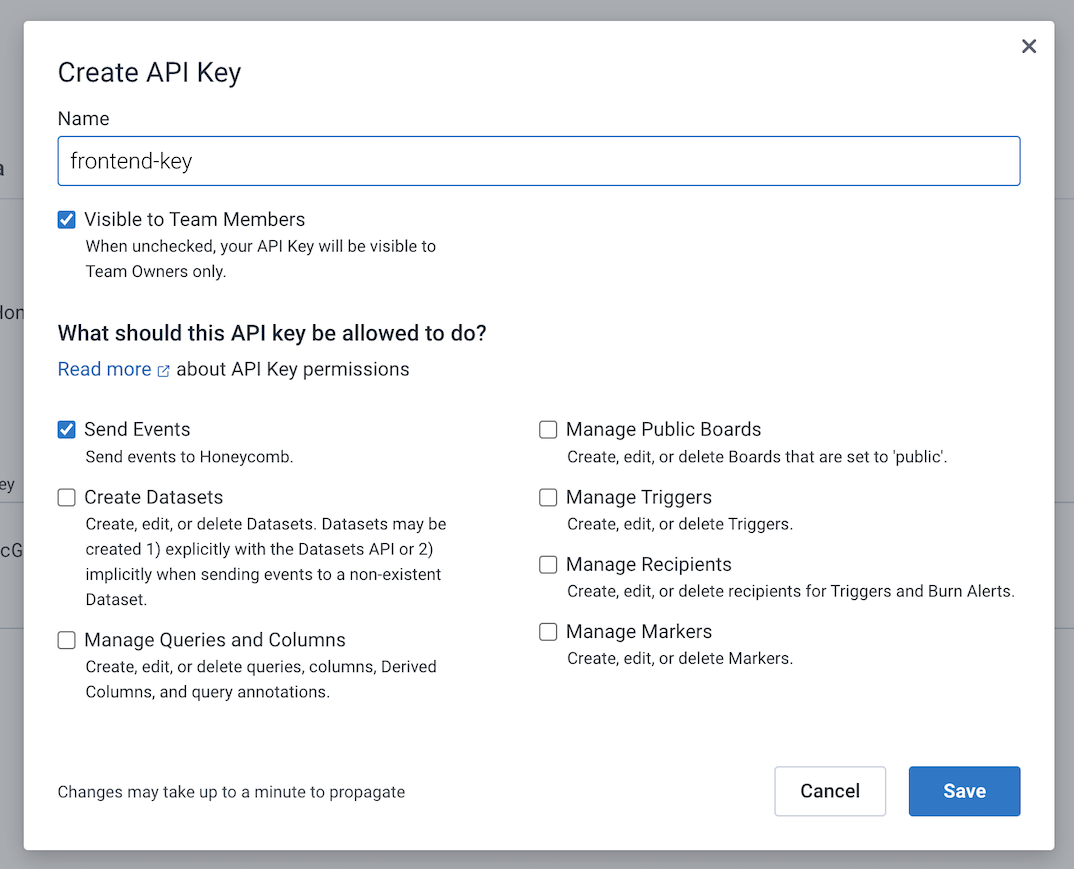 Create API Key
Name
frontend-key
Visible to Team Members
When unchecked, your API Key will be visible to
Team Owners only.
What should this API key be allowed to do?
Read more about API Key permissions
Send Events
Send events to Honeycomb.
Create Datasets
Create, edit, or delete Datasets. Datasets may be
created 1) explicitly with the Datasets API or 2)
implicitly when sending events to a non-existent
Dataset.
Manage Queries and Columns
Create, edit, or delete queries, columns, Derived
Columns, and query annotations.
Manage Public Boards
Create, edit, or delete Boards that are set to 'public'.
Manage Triggers
Create, edit, or delete Triggers.
Manage Recipients
Create, edit, or delete recipients for Triggers and Burn Alerts.
Manage Markers
Create, edit, or delete Markers.
Changes may take up to a minute to propagate
Cancel
Save